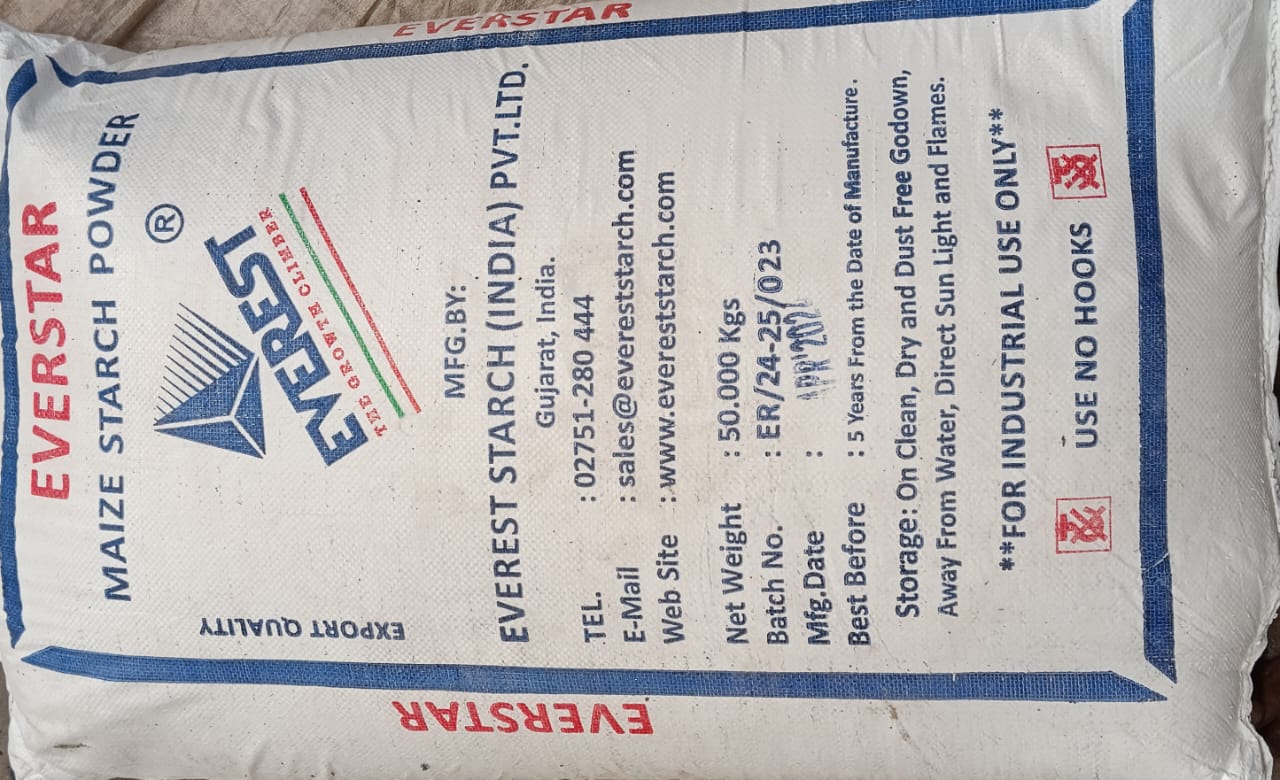 EVERSTAR
MAIZE STARCH POWDER
®
EXPORT QUALITY
EVEREST
THE GROWTH CLIMBER
EVERSTAR
EVERSTAR
MFG.BY:
EVEREST STARCH (INDIA) PVT.LTD.
Gujarat, India.
TEL. : 02751-280 444
E-Mail : sales@evereststarch.com
Web Site : www.evereststarch.com
Net Weight : 50.000 Kgs
Batch No. : ER/24-25/023
Mfg.Date : APR'
Best Before : 5 Years From the Date of Manufacture.
Storage: On Clean, Dry and Dust Free Godown,
Away From Water, Direct Sun Light and Flames.
**FOR INDUSTRIAL USE ONLY**
USE NO HOOKS